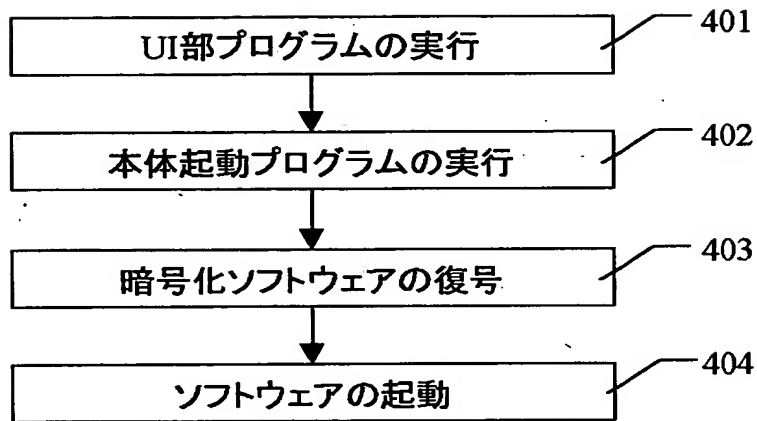 UI部プログラムの実行
401
本体起動プログラムの実行
402
暗号化ソフトウェアの復号
403
ソフトウェアの起動
404